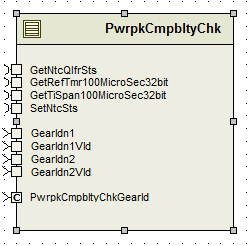 PwrpkCmpbltyChk
GetNtcQlfrSts
GetRefTmr100MicroSec32bit
GetTiSpan100MicroSec32bit
SetNtcSts
GearIdn1
GearIdn1Vld
GearIdn2
GearIdn2Vld
C PwrpkCmpbltyChkGearId